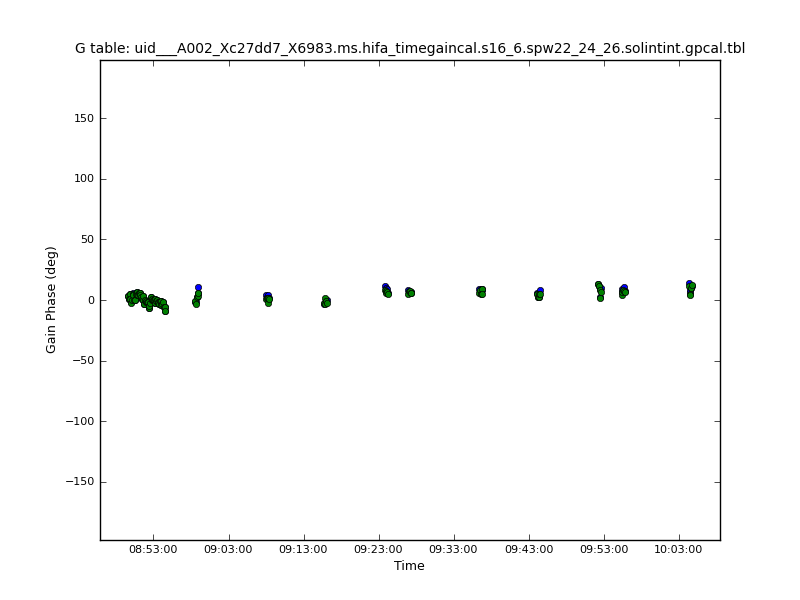 G table: uid___A002_Xc27dd7_X6983.ms.hifa_timegaincal.s16_6.spw22_24_26.solintint.gpcal.tbl
150
100
50
0
−50
−100
−150
Gain Phase (deg)
08:53:00 09:03:00 09:13:00 09:23:00 09:33:00 09:43:00 09:53:00 10:03:00
Time